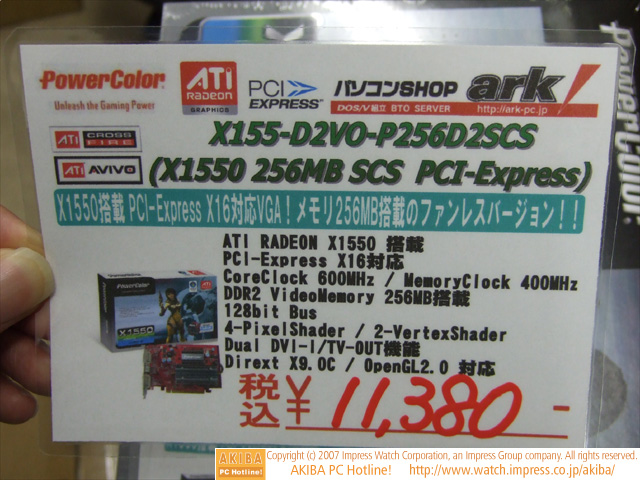 PowerColor
Unleash the Gaming Power
ATI
RADEON
GRAPHICS
PCI
EXPRESS
パソコンSHOP
DOS/V組立 BTO SERVER
ark!
http://ark-pc.jp
ATI CROSS FIRE
X155-D2VO-P256D2SCS
ATI AVIVO
(X1550 256MB SCS PCI-Express)
X1550搭載 PCI-Express X16対応VGA！メモリ256MB搭載のファンレスバージョン！！
ATI RADEON X1550 搭載
PCI-Express X16対応
CoreClock 600MHz / MemoryClock 400MHz
DDR2 VideoMemory 256MB搭載
128bit Bus
4-PixelShader / 2-VertexShader
Dual DVI-I/TV-OUT機能
Dirext X9.0C / OpenGL2.0 対応
PowerColor
X1550
税込 ¥11,380-
PowerColor
AKIBA
PC Hotline!
Copyright (c) 2007 Impress Watch Corporation, an Impress Group company. All rights reserved.
AKIBA PC Hotline! http://www.watch.impress.co.jp/akiba/